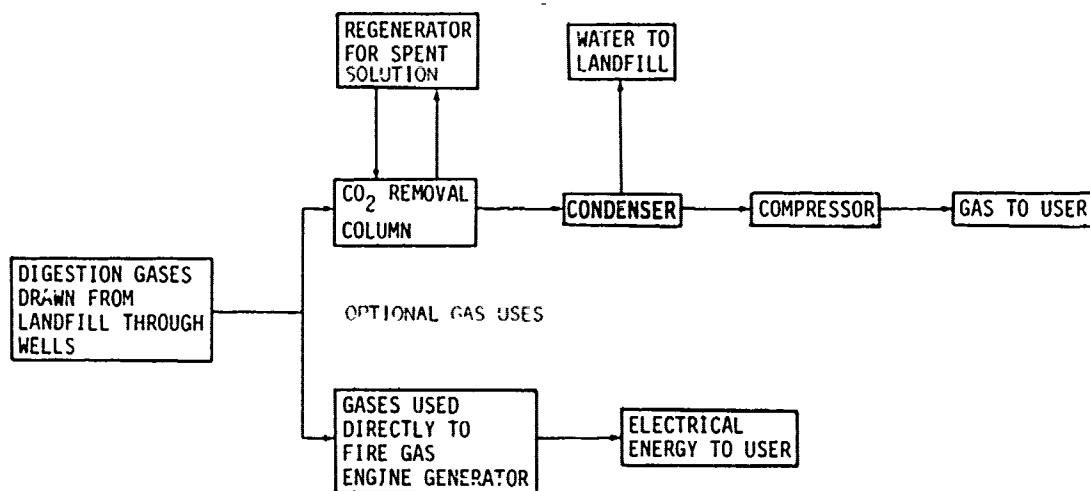 REGENERATOR
FOR SPENT
SOLUTION
WATER TO
LANDFILL
CO2 REMOVAL
COLUMN
CONDENSER
COMPRESSOR
GAS TO USER
DIGESTION GASES
DRAWN FROM
LANDFILL THROUGH
WELLS
OPTIONAL GAS USES
GASES USED
DIRECTLY TO
FIRE GAS
ENGINE GENERATOR
ELECTRICAL
ENERGY TO USER